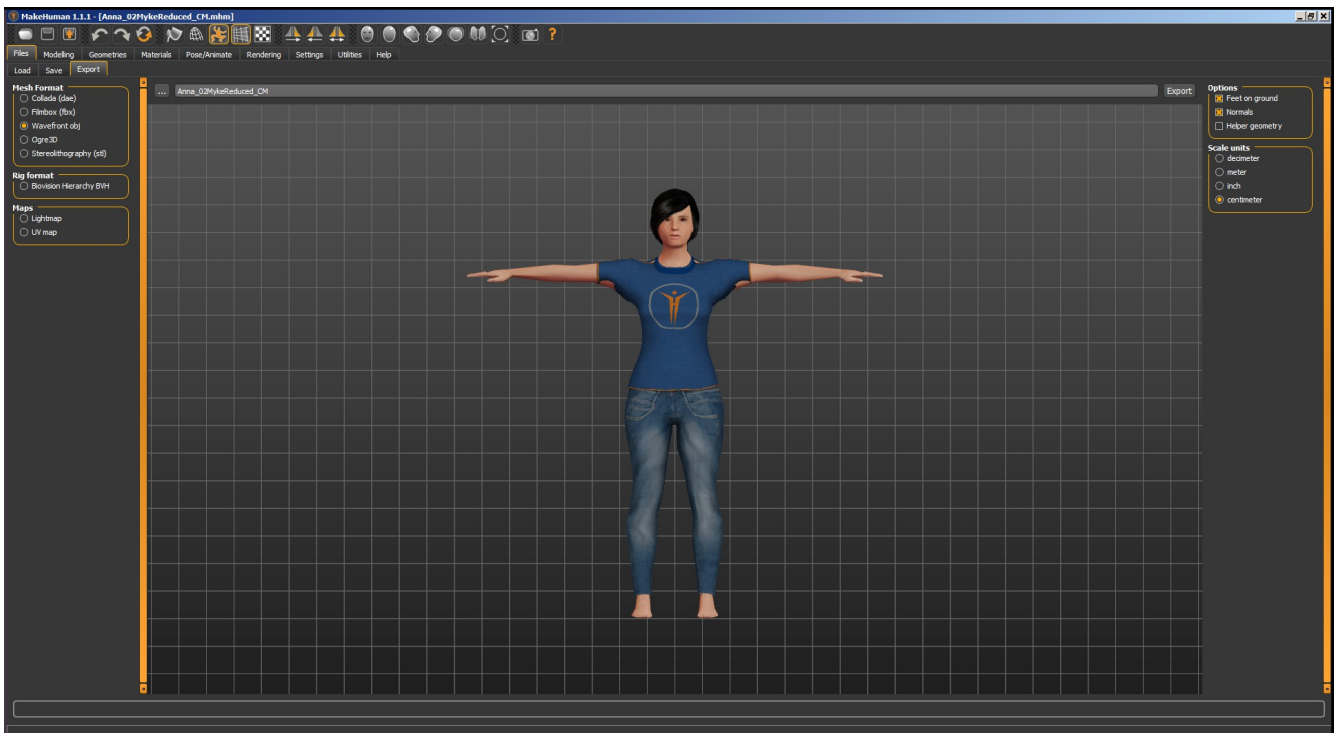 MakeHuman 1.1.1 - [Anna_02MykeReduced_CM.mhm]
Files Modelling Geometries Materials Pose/Animate Rendering Settings Utilities Help
Load Save Export
Mesh Format
Collada (dae)
Filmbox (fbx)
Wavefront obj
Ogre3D
Stereolithography (stl)
Rig format
Biovision Hierarchy BVH
Maps
Lightmap
UV map
... Anna_02MykeReduced_CM Export
Options
Feet on ground
Normals
Helper geometry
Scale units
decimeter
meter
inch
centimeter